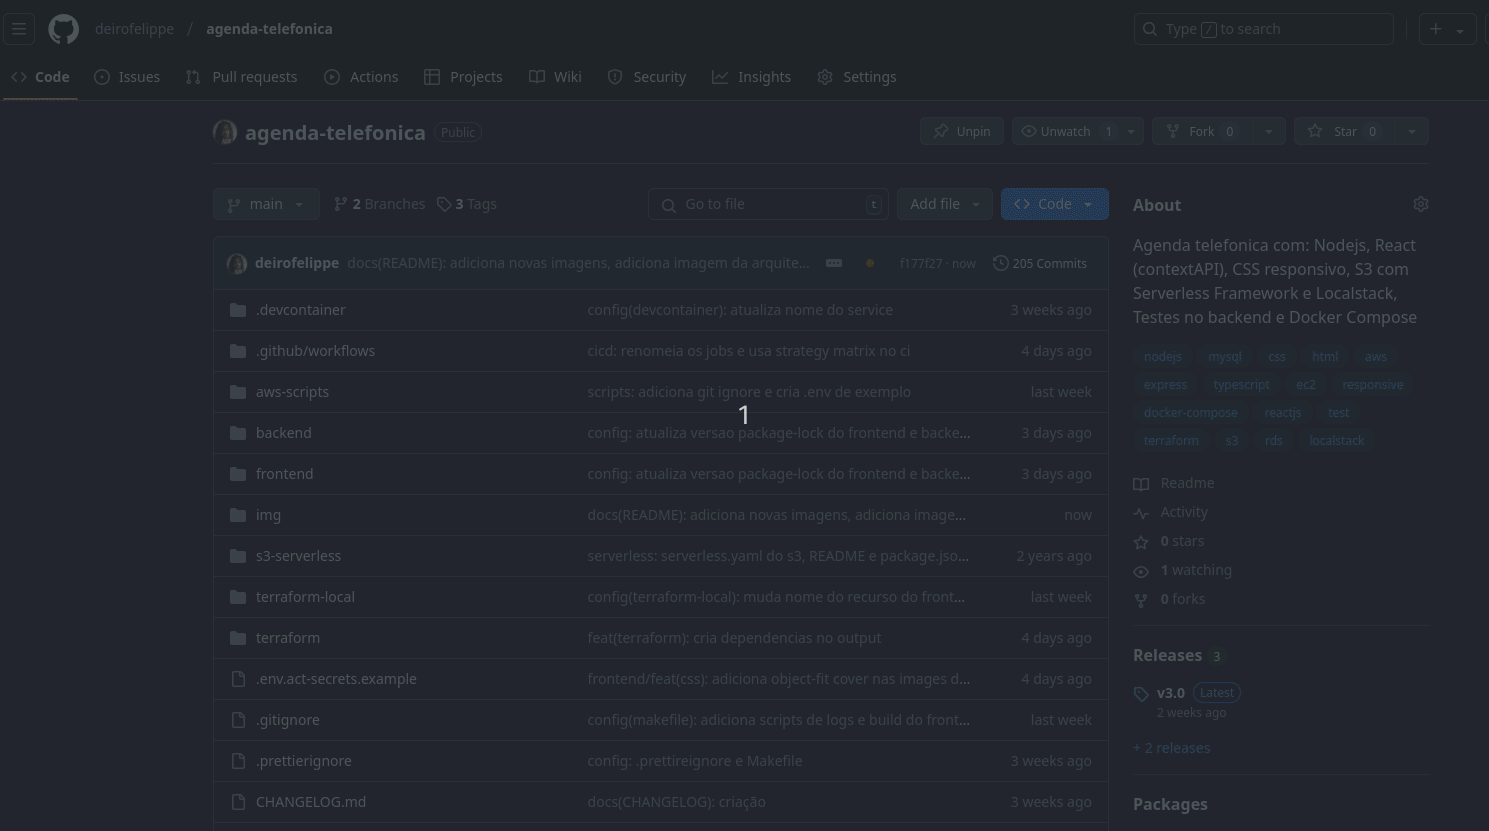 deirofelippe / agenda-telefonica
Type / to search
Code Issues Pull requests Actions Projects Wiki Security Insights Settings
agenda-telefonica Public
Unpin Unwatch 1 Fork 0 Star 0
main 2 Branches 3 Tags Go to file t Add file Code
deirofelippe docs(README): adiciona novas imagens, adiciona imagem da arquite... f177f27 · now 205 Commits
.devcontainer config(devcontainer): atualiza nome do service 3 weeks ago
.github/workflows cicd: renomeia os jobs e usa strategy matrix no ci 4 days ago
aws-scripts scripts: adiciona git ignore e cria .env de exemplo last week
1
backend config: atualiza versao package-lock do frontend e backe... 3 days ago
frontend config: atualiza versao package-lock do frontend e backe... 3 days ago
img docs(README): adiciona novas imagens, adiciona image... now
s3-serverless serverless: serverless.yaml do s3, README e package.jso... 2 years ago
terraform-local config(terraform-local): muda nome do recurso do front... last week
terraform feat(terraform): cria dependencias no output 4 days ago
.env.act-secrets.example frontend/feat(css): adiciona object-fit cover nas images d... 4 days ago
.gitignore config(makefile): adiciona scripts de logs e build do front... last week
.prettierignore config: .prettireignore e Makefile 3 weeks ago
CHANGELOG.md docs(CHANGELOG): criação 3 weeks ago
About
Agenda telefonica com: Nodejs, React
(contextAPI), CSS responsivo, S3 com
Serverless Framework e Localstack,
Testes no backend e Docker Compose
nodejs mysql css html aws
express typescript ec2 responsive
docker-compose reactjs test
terraform s3 rds localstack
Readme
Activity
0 stars
1 watching
0 forks
Releases 3
v3.0 Latest
2 weeks ago
+ 2 releases
Packages